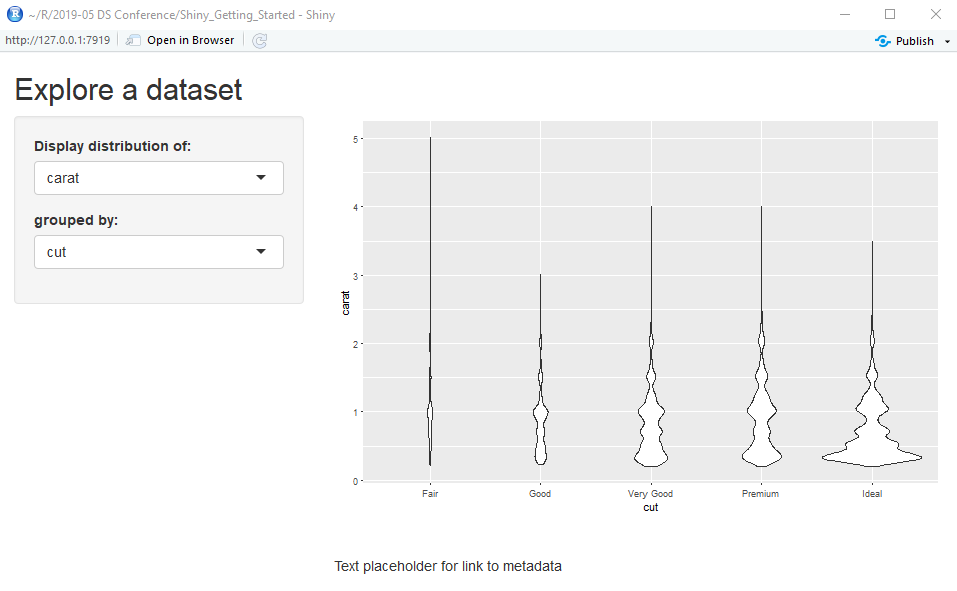 ~/R/2019-05 DS Conference/Shiny_Getting_Started - Shiny
http://127.0.0.1:7919 Open in Browser Publish
Explore a dataset
Display distribution of:
carat
grouped by:
cut
5
4
3
2
1
0
carat
Fair Good Very Good Premium Ideal
cut
Text placeholder for link to metadata